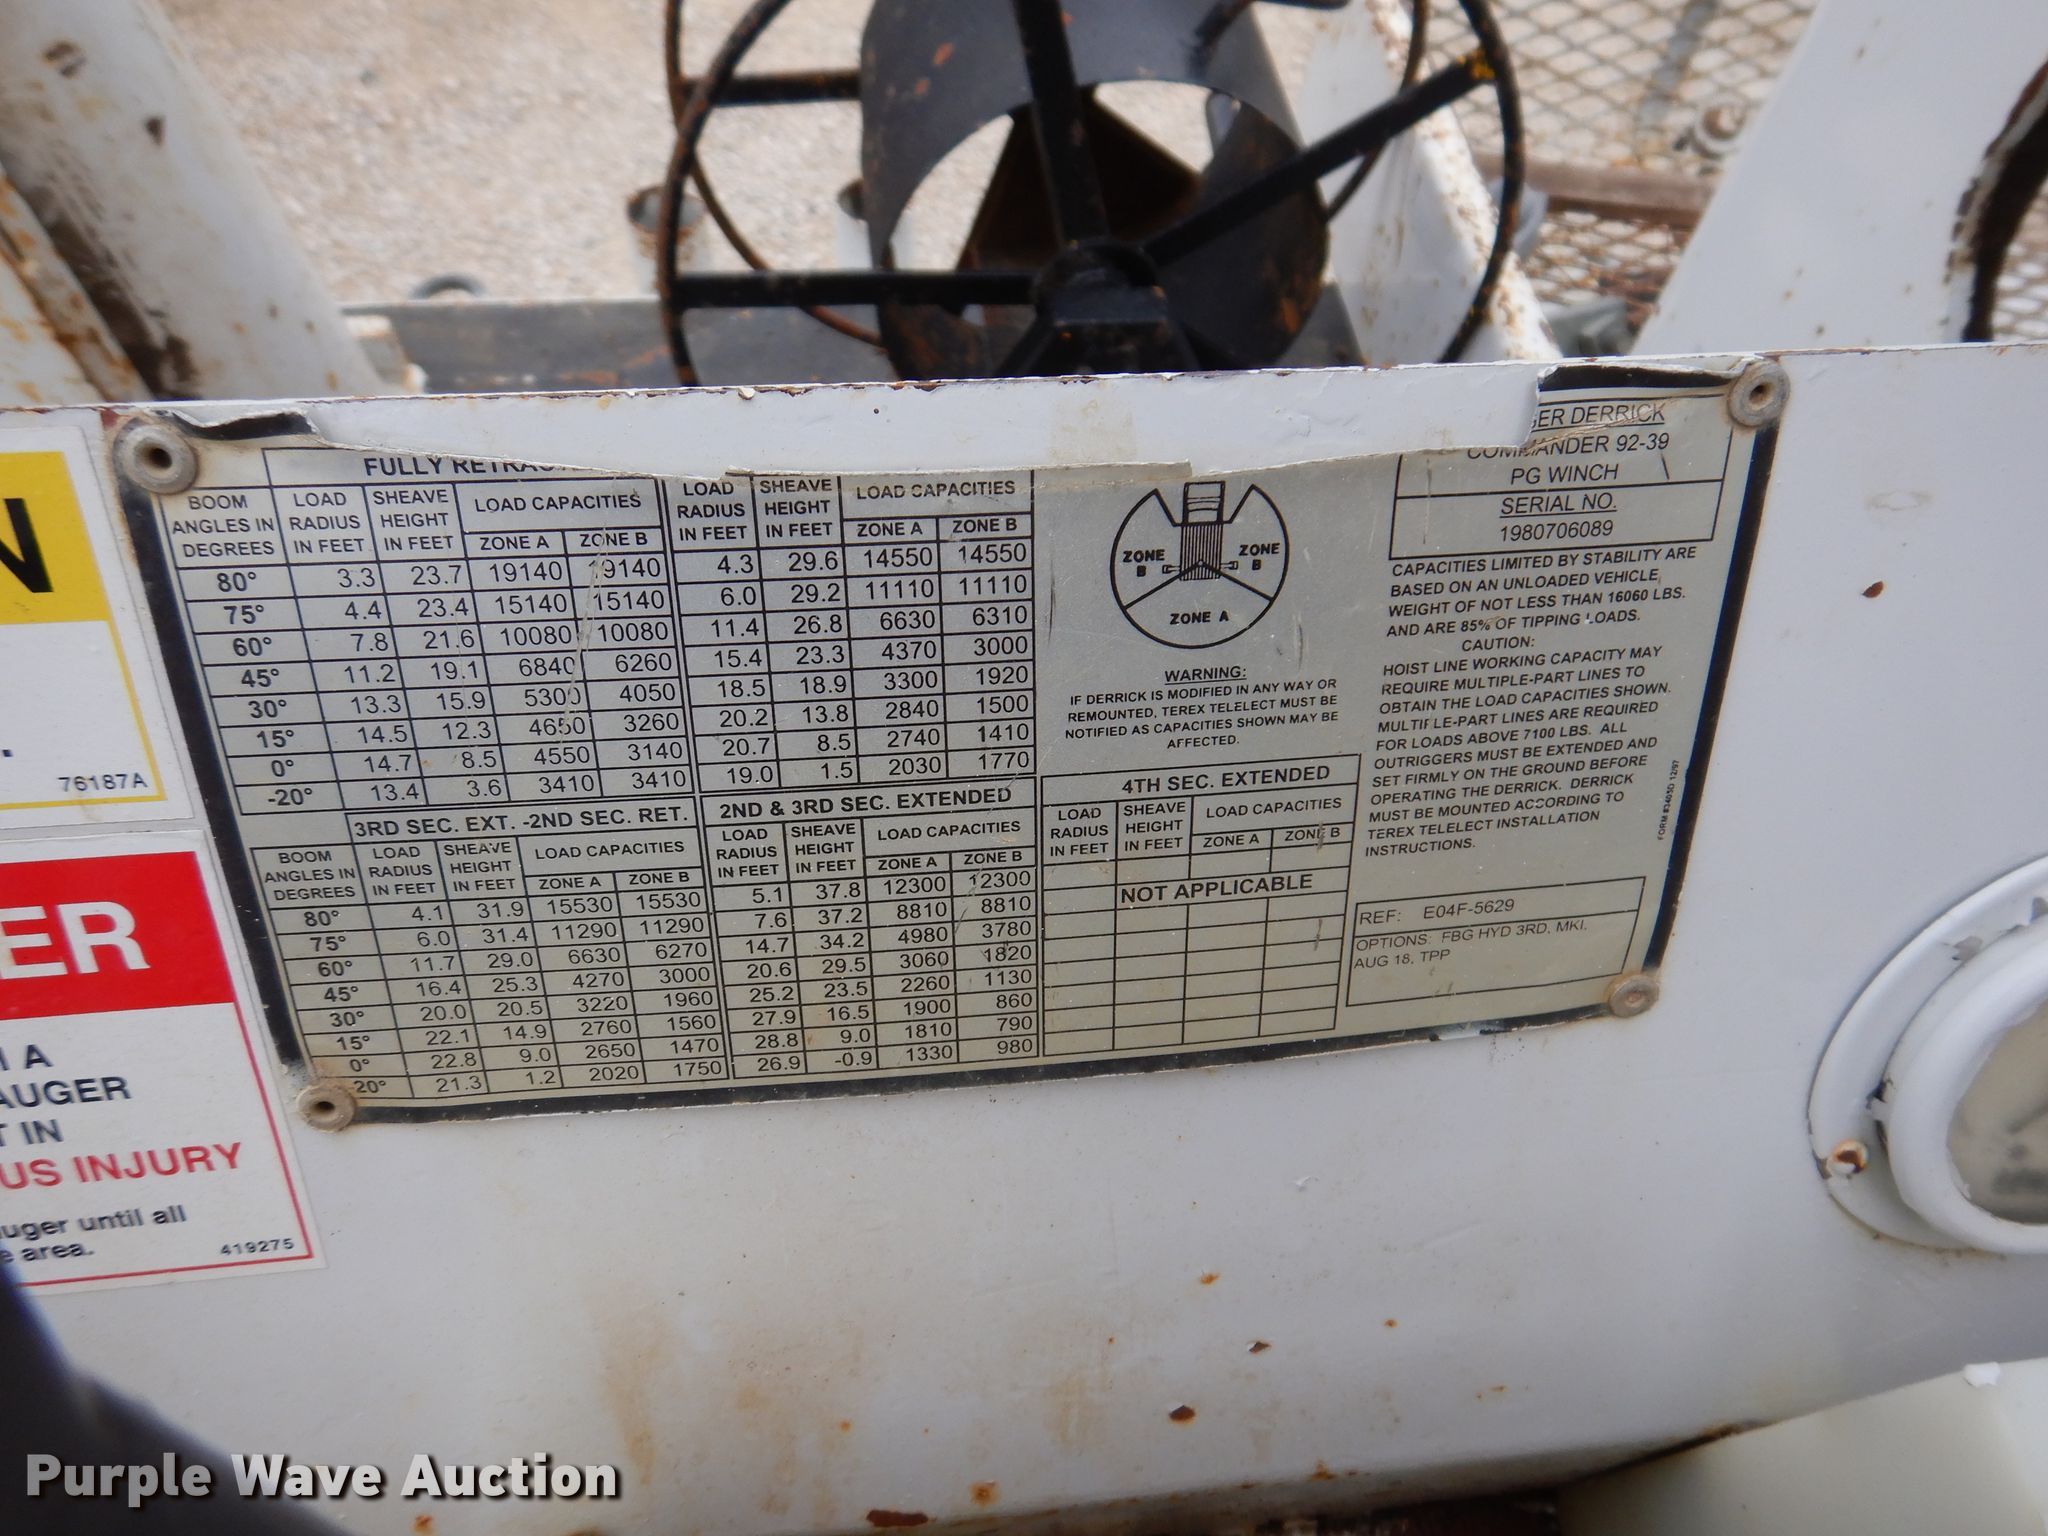 FULLY
BOOM ANGLES IN DEGREES LOAD RADIUS IN FEET SHEAVE HEIGHT IN FEET LOAD CAPACITIES
ZONE A ZONE B
80° 3.3 23.7 19140 19140
75° 4.4 23.4 15140 15140
60° 7.8 21.6 10080 10080
45° 11.2 19.1 6840 6260
30° 13.3 15.9 5300 4050
15° 14.5 12.3 4650 3260
0° 14.7 8.5 4550 3140
-20° 13.4 3.6 3410 3410
LOAD RADIUS IN FEET SHEAVE HEIGHT IN FEET LOAD CAPACITIES
ZONE A ZONE B
4.3 29.6 14550 14550
6.0 29.2 11110 11110
11.4 26.8 6630 6310
15.4 23.3 4370 3000
18.5 18.9 3300 1920
20.2 13.8 2840 1500
20.7 8.5 2740 1410
19.0 1.5 2030 1770
3RD SEC. EXT. -2ND SEC. RET.
BOOM ANGLES IN DEGREES LOAD RADIUS IN FEET SHEAVE HEIGHT IN FEET LOAD CAPACITIES
ZONE A ZONE B
80° 4.1 31.9 15530 15530
75° 6.0 31.4 11290 11290
60° 11.7 29.0 6630 6270
45° 16.4 25.3 4270 3000
30° 20.0 20.5 3220 1960
15° 22.1 14.9 2760 1560
0° 22.8 9.0 2650 1470
20° 21.3 1.2 2020 1750
2ND & 3RD SEC. EXTENDED
LOAD RADIUS IN FEET SHEAVE HEIGHT IN FEET LOAD CAPACITIES
ZONE A ZONE B
5.1 37.8 12300 12300
7.6 37.2 8810 8810
14.7 34.2 4980 3780
20.6 29.5 3060 1820
25.2 23.5 2260 1130
27.9 16.5 1900 860
28.8 9.0 1810 790
26.9 -0.9 1330 980
ZONE B
ZONE B
ZONE A
WARNING:
IF DERRICK IS MODIFIED IN ANY WAY OR
REMOUNTED, TEREX TELELECT MUST BE
NOTIFIED AS CAPACITIES SHOWN MAY BE
AFFECTED.
4TH SEC. EXTENDED
LOAD RADIUS IN FEET SHEAVE HEIGHT IN FEET LOAD CAPACITIES
ZONE A ZONE B
NOT APPLICABLE
GER DERRICK
COMMANDER 92-39
PG WINCH
SERIAL NO.
1980706089
CAPACITIES LIMITED BY STABILITY ARE
BASED ON AN UNLOADED VEHICLE
WEIGHT OF NOT LESS THAN 16060 LBS.
AND ARE 85% OF TIPPING LOADS.
CAUTION:
HOIST LINE WORKING CAPACITY MAY
REQUIRE MULTIPLE-PART LINES TO
OBTAIN THE LOAD CAPACITIES SHOWN.
MULTIPLE-PART LINES ARE REQUIRED
FOR LOADS ABOVE 7100 LBS. ALL
OUTRIGGERS MUST BE EXTENDED AND
SET FIRMLY ON THE GROUND BEFORE
OPERATING THE DERRICK. DERRICK
MUST BE MOUNTED ACCORDING TO
TEREX TELELECT INSTALLATION
INSTRUCTIONS.
FORM #3405D 12/97
REF: E04F-5629
OPTIONS: FBG HYD 3RD, MKI,
AUG 18, TPP
N
76187A
ER
A
AUGER
T IN
US INJURY
uger until all
e area.
419275
Purple Wave Auction